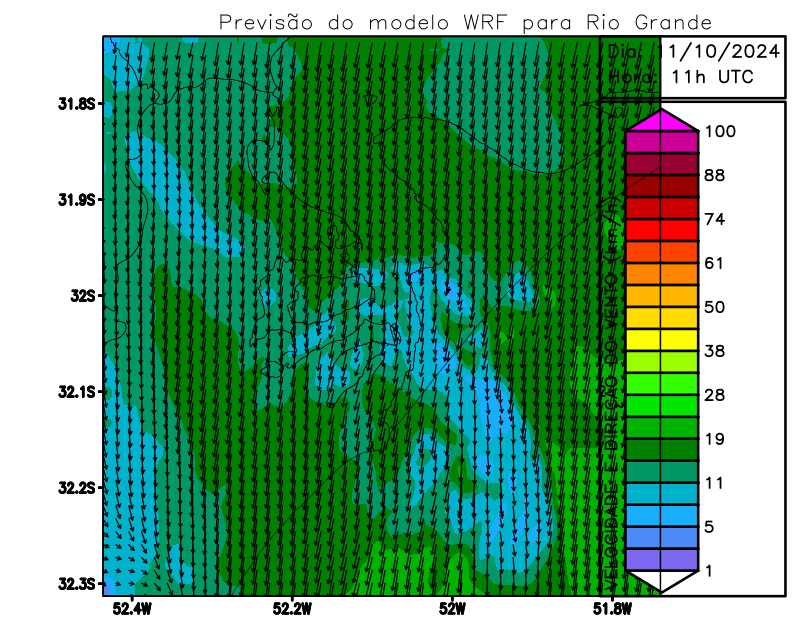 Previsão do modelo WRF para Rio Grande
Dia: 11/10/2024
Hora: 11h UTC
31.8S
31.9S
32S
32.1S
32.2S
32.3S
52.4W
52.2W
52W
51.8W
VELOCIDADE E DIREÇÃO DO VENTO (km/h)
100
88
74
61
50
38
28
19
11
5
1